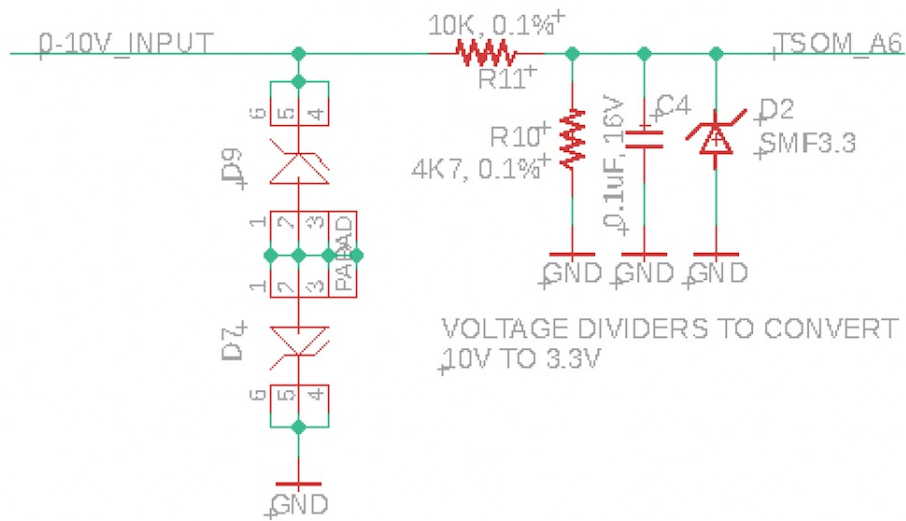 0-10V_INPUT
10K, 0.1%
R11
TSOM_A6
6 5 4
D9
1 2 3 PAD
1 2 3 PAD
D7
6 5 4
GND
R10
4K7, 0.1%
C4
0.1uF, 16V
D2
SMF3.3
GND
GND
GND
VOLTAGE DIVIDERS TO CONVERT
10V TO 3.3V